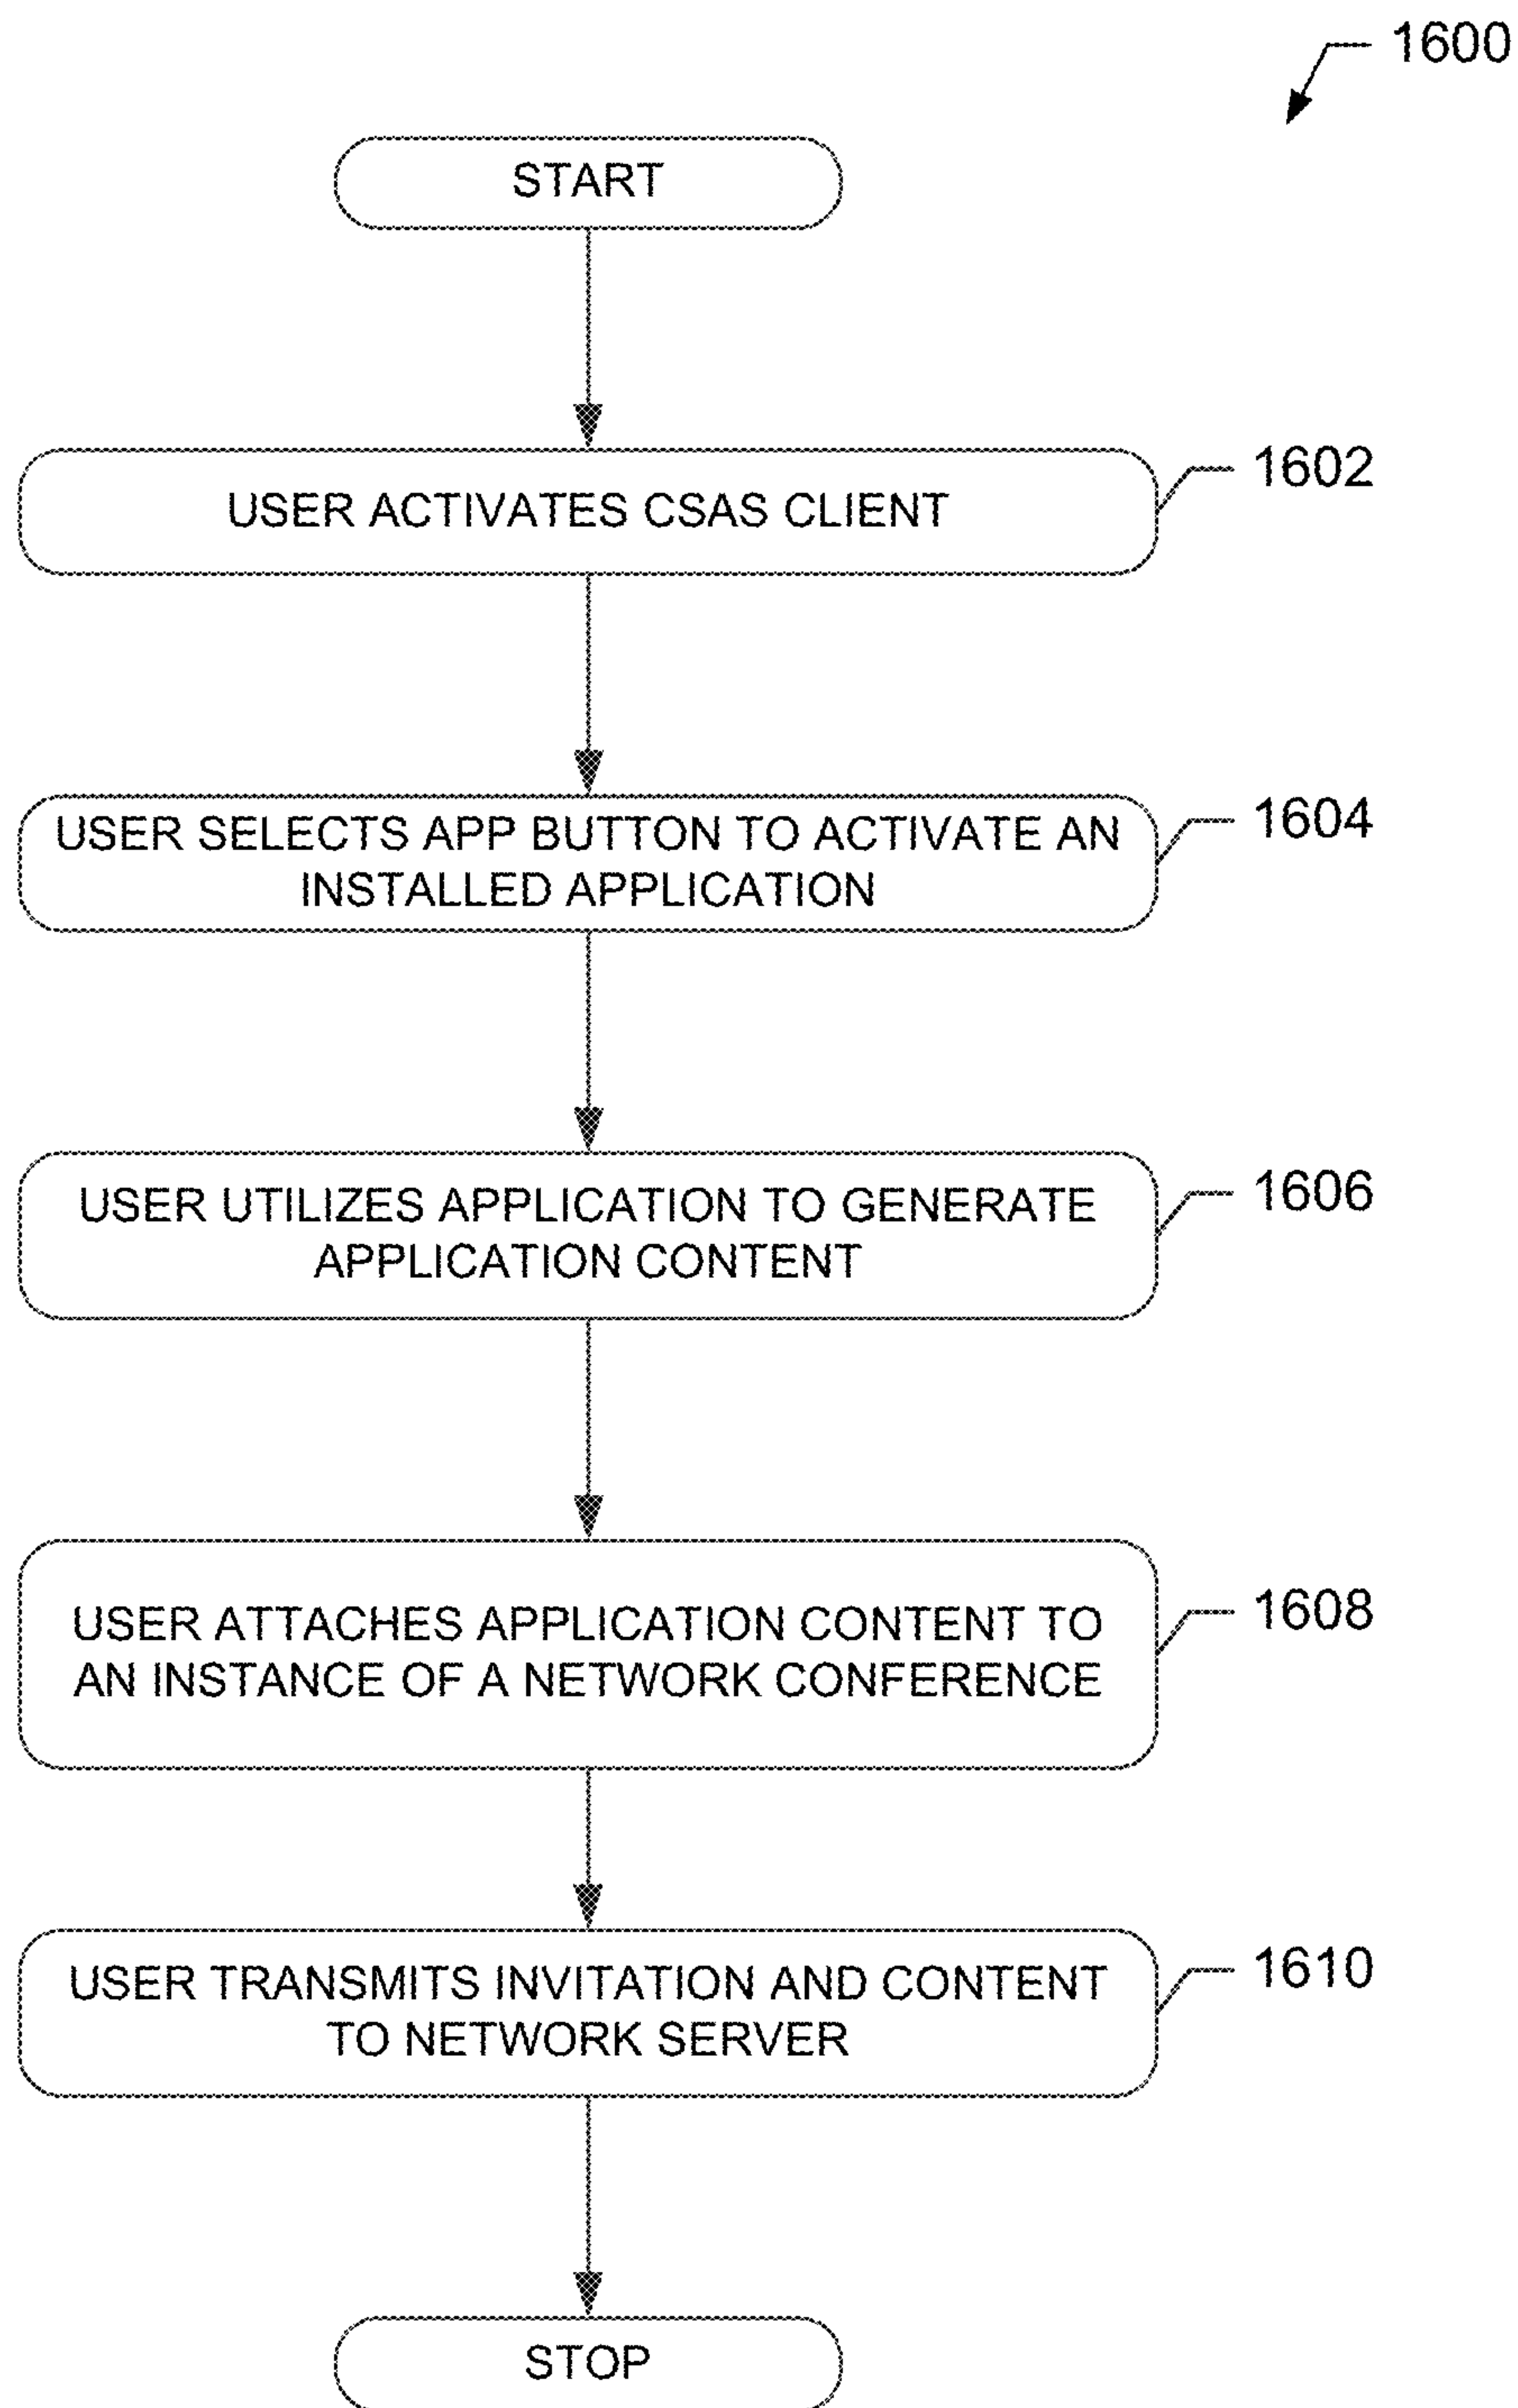 1600
START
USER ACTIVATES CSAS CLIENT
1602
USER SELECTS APP BUTTON TO ACTIVATE AN
INSTALLED APPLICATION
1604
USER UTILIZES APPLICATION TO GENERATE
APPLICATION CONTENT
1606
USER ATTACHES APPLICATION CONTENT TO
AN INSTANCE OF A NETWORK CONFERENCE
1608
USER TRANSMITS INVITATION AND CONTENT
TO NETWORK SERVER
1610
STOP